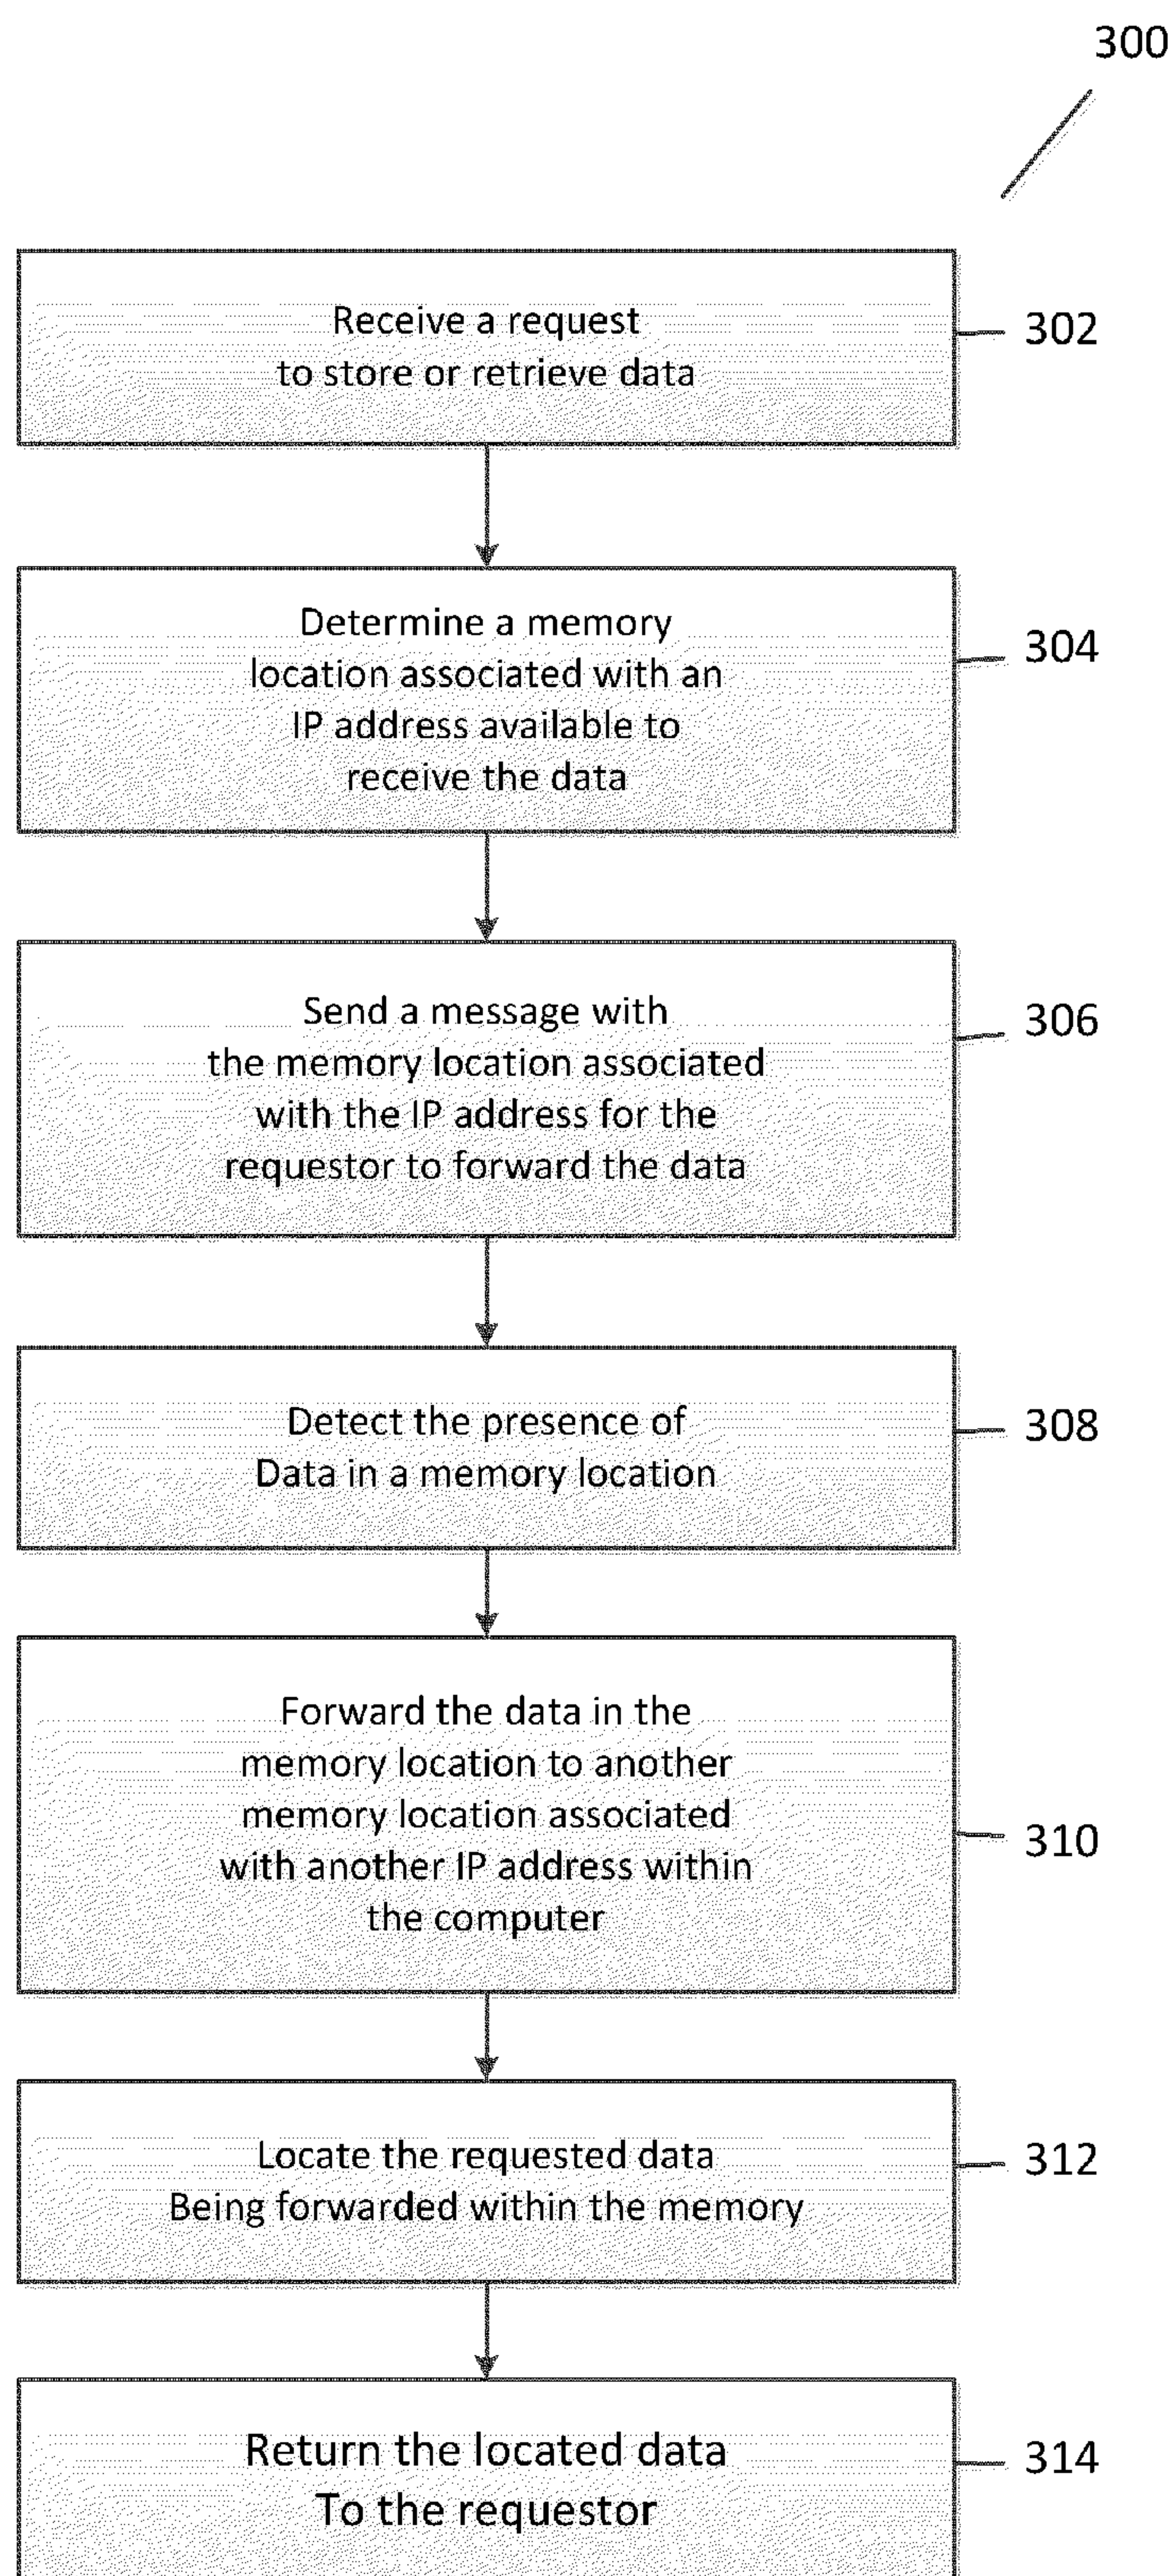 300
Receive a request
to store or retrieve data
302
Determine a memory
location associated with an
IP address available to
receive the data
304
Send a message with
the memory location associated
with the IP address for the
requestor to forward the data
306
Detect the presence of
Data in a memory location
308
Forward the data in the
memory location to another
memory location associated
with another IP address within
the computer
310
Locate the requested data
Being forwarded within the memory
312
Return the located data
To the requestor
314